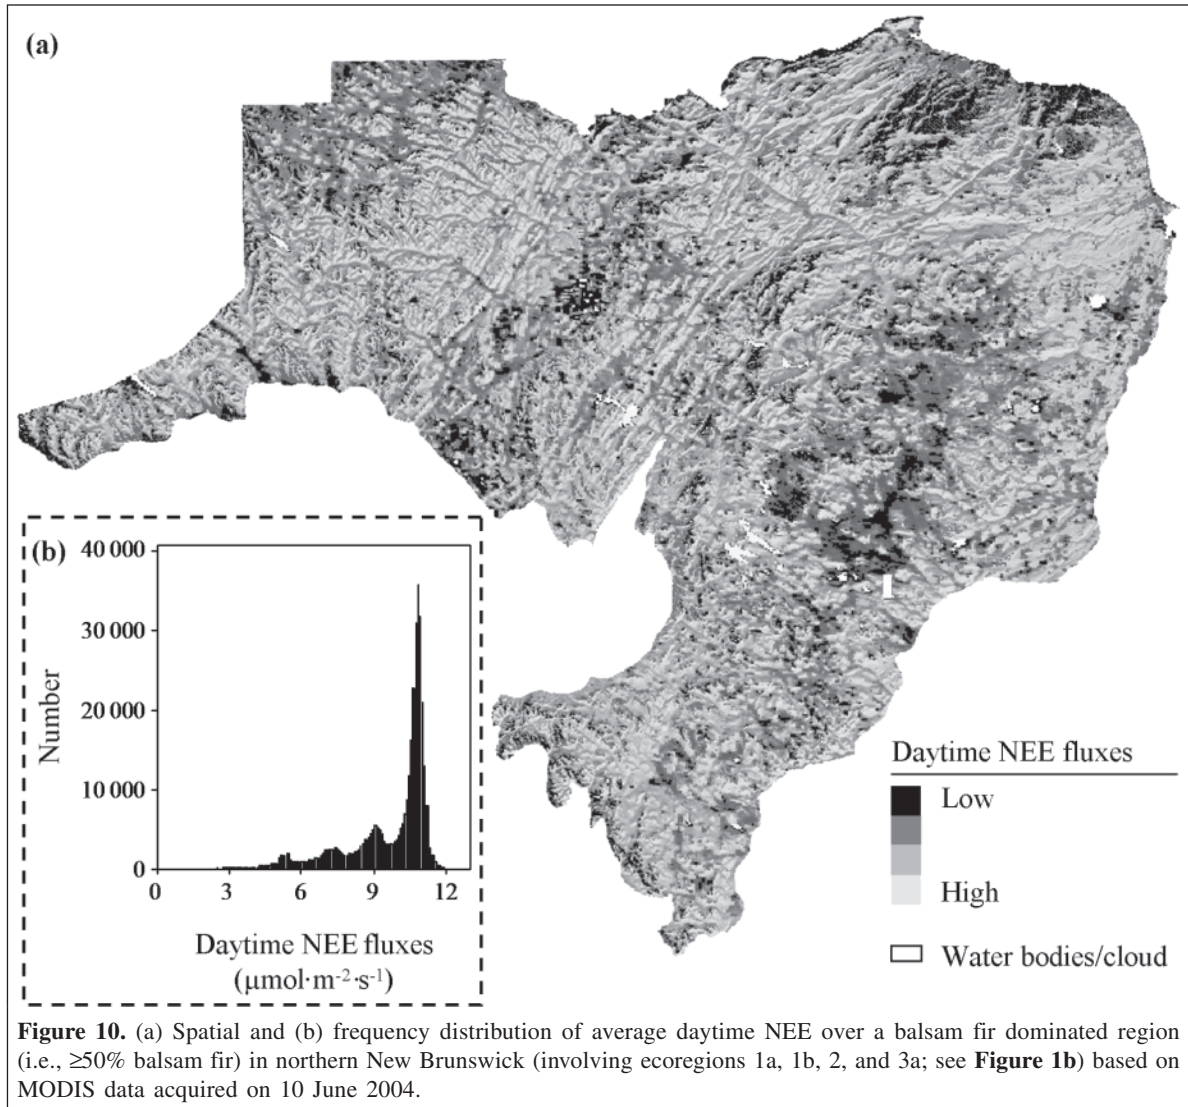 (a)
(b)
40 000
30 000
20 000
10 000
0
Number
0 3 6 9 12
Daytime NEE fluxes
(μmol·m⁻²·s⁻¹)
Daytime NEE fluxes
Low
High
Water bodies/cloud
Figure 10. (a) Spatial and (b) frequency distribution of average daytime NEE over a balsam fir dominated region
(i.e., ≥50% balsam fir) in northern New Brunswick (involving ecoregions 1a, 1b, 2, and 3a; see Figure 1b) based on
MODIS data acquired on 10 June 2004.